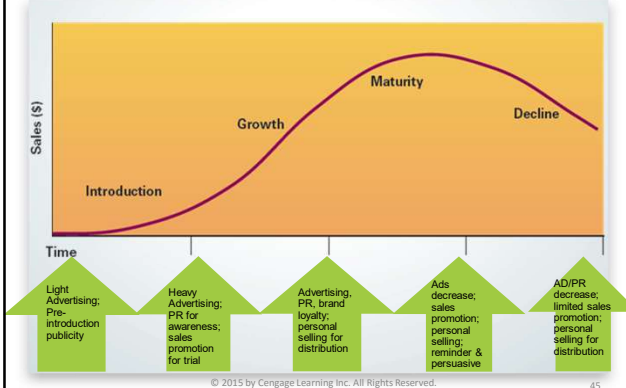 Sales ($)
Introduction
Growth
Maturity
Decline
Time
Light
Advertising;
Pre-
introduction
publicity
Heavy
Advertising;
PR for
awareness;
sales
promotion
for trial
Advertising,
PR, brand
loyalty;
personal
selling for
distribution
Ads
decrease;
sales
promotion;
personal
selling;
reminder &
persuasive
AD/PR
decrease;
limited sales
promotion;
personal
selling for
distribution
© 2015 by Cengage Learning Inc. All Rights Reserved.
45